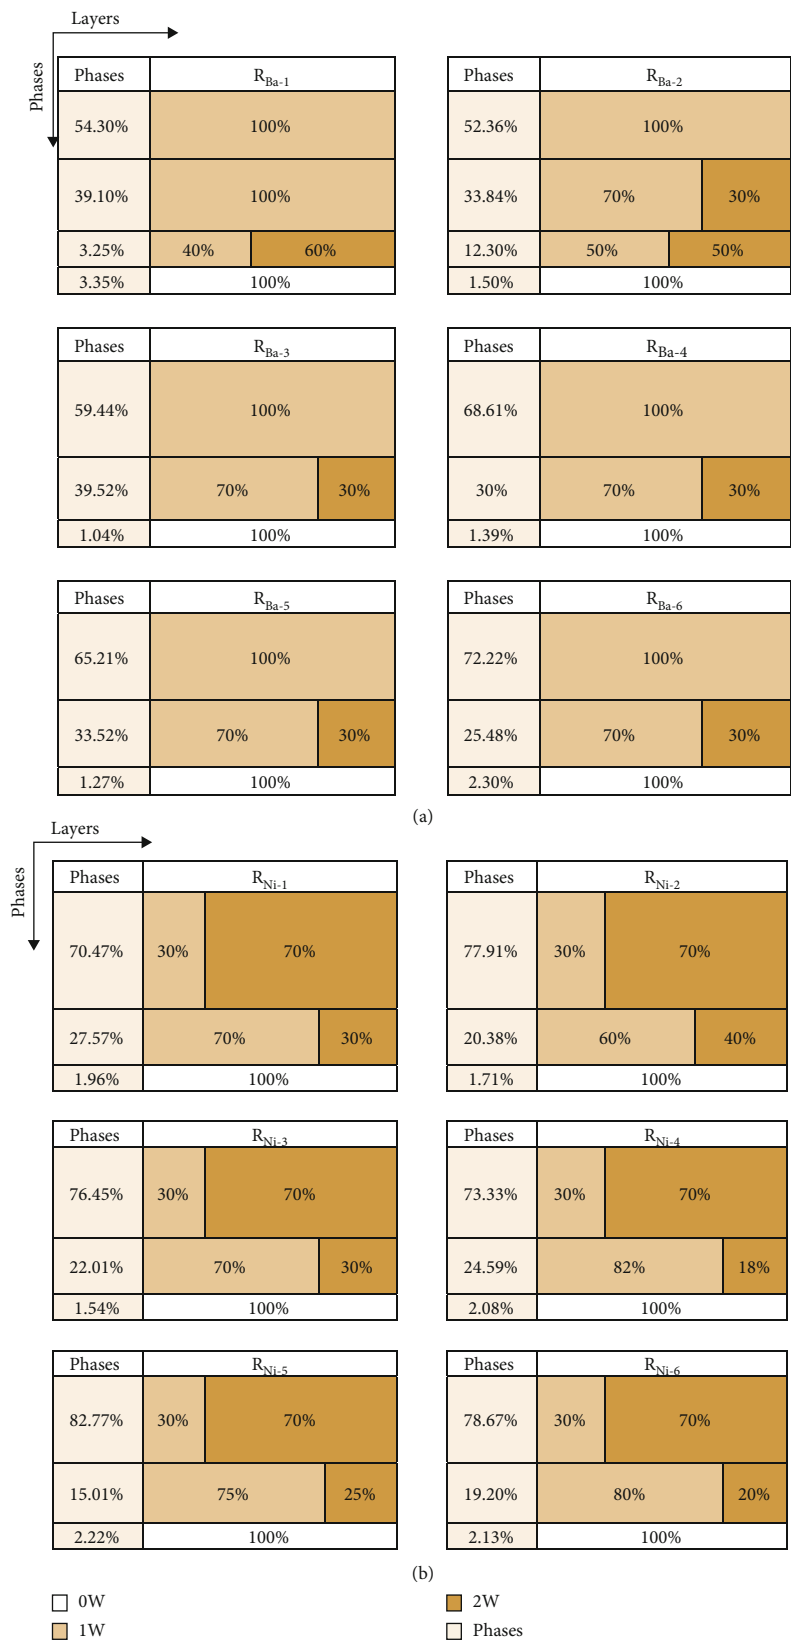 Layers
Phases
Phases R_Ba-1
54.30% 100%
39.10% 100%
3.25% 40% 60%
3.35% 100%
Phases R_Ba-2
52.36% 100%
33.84% 70% 30%
12.30% 50% 50%
1.50% 100%
Phases R_Ba-3
59.44% 100%
39.52% 70% 30%
1.04% 100%
Phases R_Ba-4
68.61% 100%
30% 70% 30%
1.39% 100%
Phases R_Ba-5
65.21% 100%
33.52% 70% 30%
1.27% 100%
Phases R_Ba-6
72.22% 100%
25.48% 70% 30%
2.30% 100%
(a)
Layers
Phases
Phases R_Ni-1
70.47% 30% 70%
27.57% 70% 30%
1.96% 100%
Phases R_Ni-2
77.91% 30% 70%
20.38% 60% 40%
1.71% 100%
Phases R_Ni-3
76.45% 30% 70%
22.01% 70% 30%
1.54% 100%
Phases R_Ni-4
73.33% 30% 70%
24.59% 82% 18%
2.08% 100%
Phases R_Ni-5
82.77% 30% 70%
15.01% 75% 25%
2.22% 100%
Phases R_Ni-6
78.67% 30% 70%
19.20% 80% 20%
2.13% 100%
(b)
0W
1W
2W
Phases